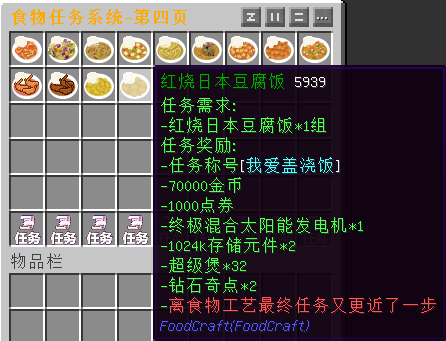 食物任务系统-第四页
红烧日本豆腐饭 5939
任务需求:
-红烧日本豆腐饭*1组
任务奖励:
-任务称号[我爱盖浇饭]
-70000金币
-1000点券
-终极混合太阳能发电机*1
-1024k存储元件*2
-超级煲*32
-钻石奇点*2
-离食物工艺最终任务又更近了一步
FoodCraft(FoodCraft)
任务 任务 任务 任务
物品栏